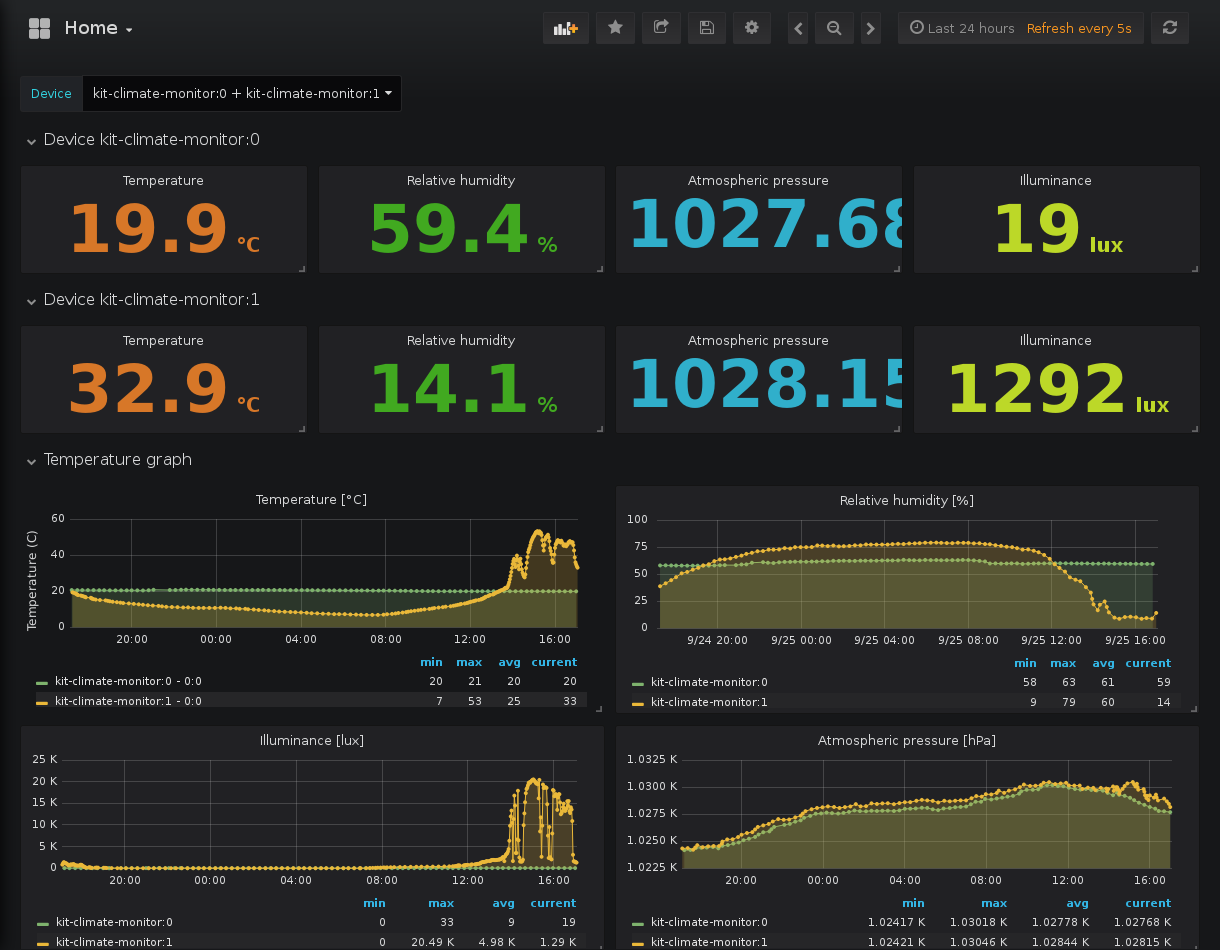 Home
Last 24 hours Refresh every 5s
Device kit-climate-monitor:0 + kit-climate-monitor:1
Device kit-climate-monitor:0
Temperature Relative humidity Atmospheric pressure Illuminance
19.9 °C 59.4 % 1027.68 19 lux
Device kit-climate-monitor:1
Temperature Relative humidity Atmospheric pressure Illuminance
32.9 °C 14.1 % 1028.15 1292 lux
Temperature graph
Temperature [°C]
Temperature (C)
60
40
20
0
20:00 00:00 04:00 08:00 12:00 16:00
min max avg current
kit-climate-monitor:0 - 0:0 20 21 20 20
kit-climate-monitor:1 - 0:0 7 53 25 33
Relative humidity [%]
100
75
50
25
0
9/24 20:00 9/25 00:00 9/25 04:00 9/25 08:00 9/25 12:00 9/25 16:00
min max avg current
kit-climate-monitor:0 58 63 61 59
kit-climate-monitor:1 9 79 60 14
Illuminance [lux]
25 K
20 K
15 K
10 K
5 K
0
20:00 00:00 04:00 08:00 12:00 16:00
min max avg current
kit-climate-monitor:0 0 33 9 19
kit-climate-monitor:1 0 20.49 K 4.98 K 1.29 K
Atmospheric pressure [hPa]
1.0325 K
1.0300 K
1.0275 K
1.0250 K
1.0225 K
20:00 00:00 04:00 08:00 12:00 16:00
min max avg current
kit-climate-monitor:0 1.02417 K 1.03018 K 1.02778 K 1.02768 K
kit-climate-monitor:1 1.02421 K 1.03046 K 1.02844 K 1.02815 K